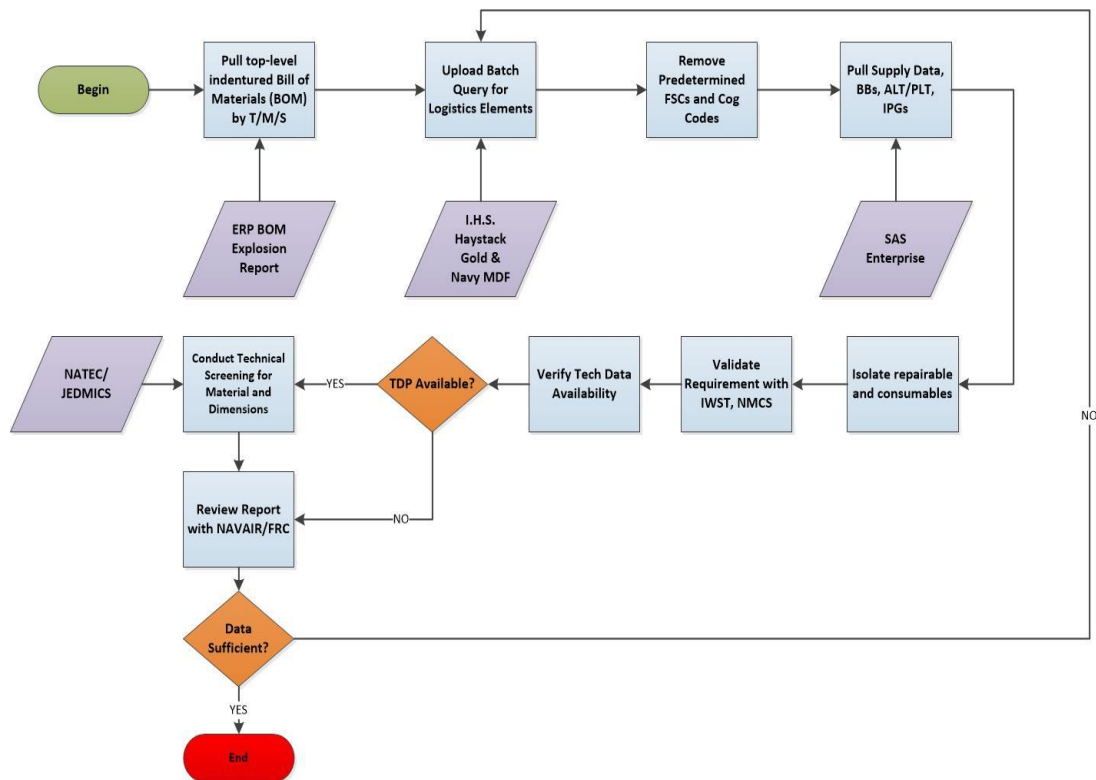 Begin
Pull top-level
indentured Bill of
Materials (BOM)
by T/M/S
Upload Batch
Query for
Logistics Elements
Remove
Predetermined
FSCs and Cog
Codes
Pull Supply Data,
BBs, ALT/PLT,
IPGs
ERP BOM
Explosion
Report
I.H.S.
Haystack
Gold &
Navy MDF
SAS
Enterprise
NATEC/
JEDMICS
Conduct Technical
Screening for
Material and
Dimensions
YES
TDP Available?
Verify Tech Data
Availability
Validate
Requirement with
IWST, NMCS
Isolate repairable
and consumables
NO
Review Report
with NAVAIR/FRC
NO
Data
Sufficient?
YES
End